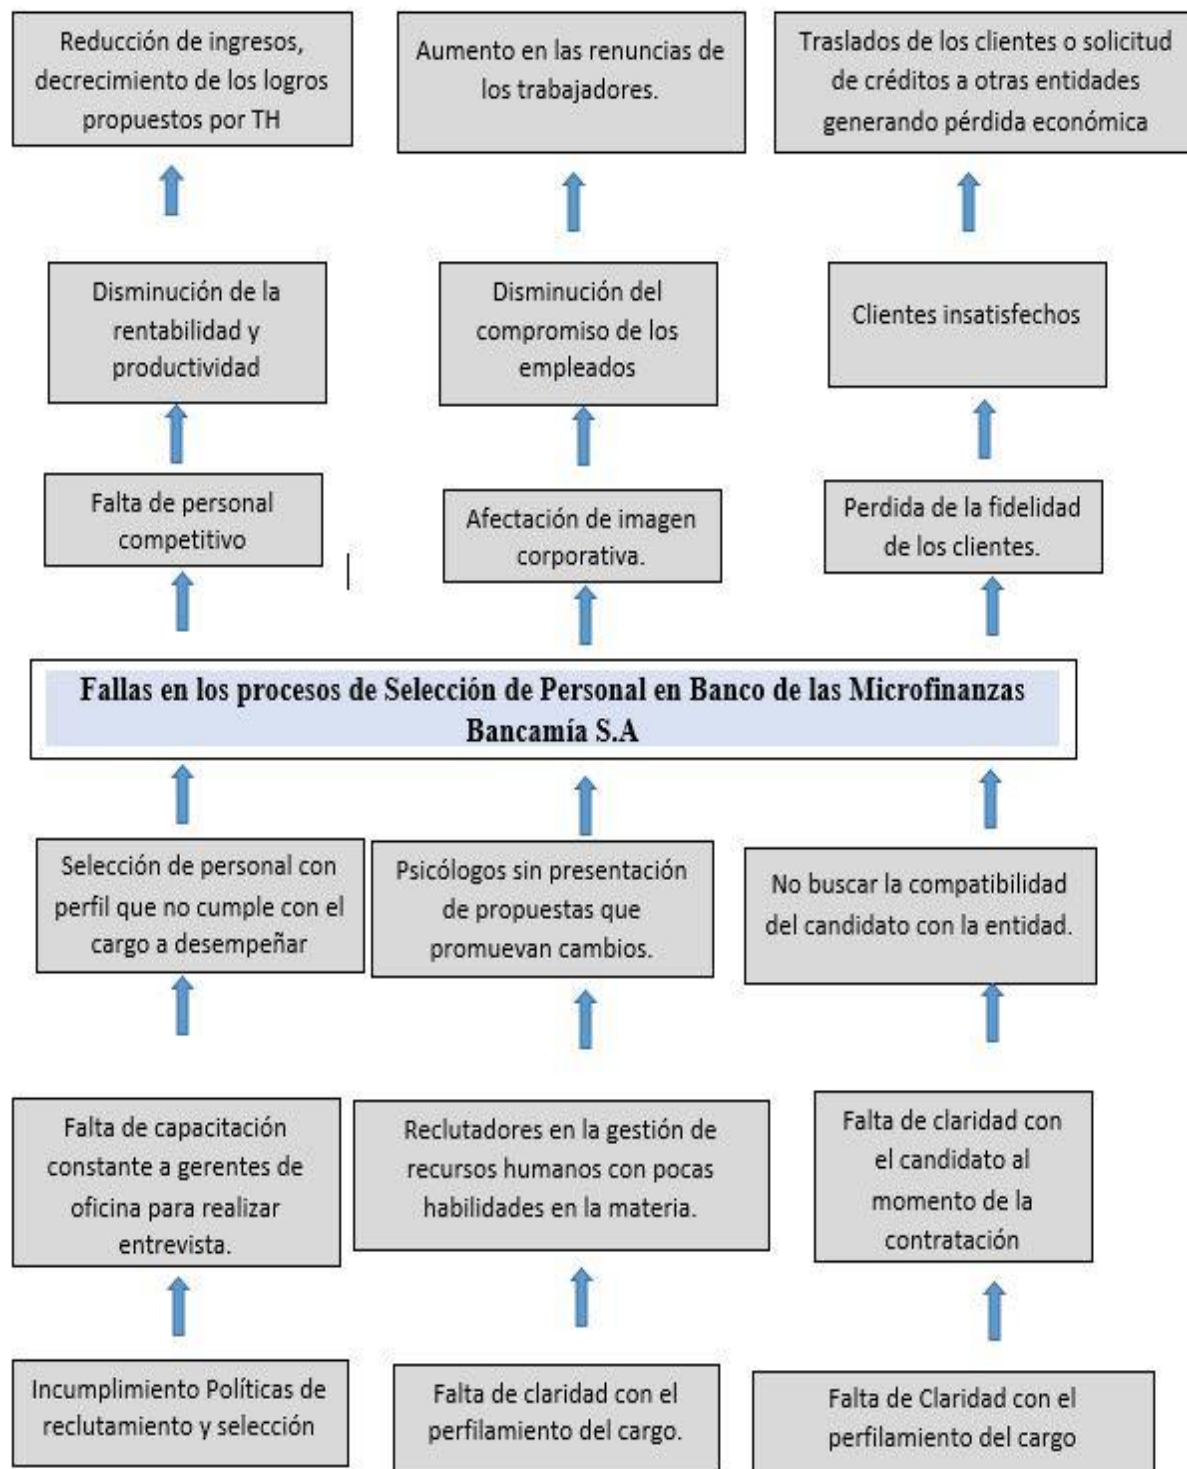 Reducción de ingresos,
decrecimiento de los logros
propuestos por TH
Aumento en las renuncias de
los trabajadores.
Traslados de los clientes o solicitud
de créditos a otras entidades
generando pérdida económica
Disminución de la
rentabilidad y
productividad
Disminución del
compromiso de los
empleados
Clientes insatisfechos
Falta de personal
competitivo
Afectación de imagen
corporativa.
Perdida de la fidelidad
de los clientes.
Fallas en los procesos de Selección de Personal en Banco de las Microfinanzas
Bancamía S.A
Selección de personal con
perfil que no cumple con el
cargo a desempeñar
Psicólogos sin presentación
de propuestas que
promuevan cambios.
No buscar la compatibilidad
del candidato con la entidad.
Falta de capacitación
constante a gerentes de
oficina para realizar
entrevista.
Reclutadores en la gestión de
recursos humanos con pocas
habilidades en la materia.
Falta de claridad con
el candidato al
momento de la
contratación
Incumplimiento Políticas de
reclutamiento y selección
Falta de claridad con el
perfilamiento del cargo.
Falta de Claridad con el
perfilamiento del cargo